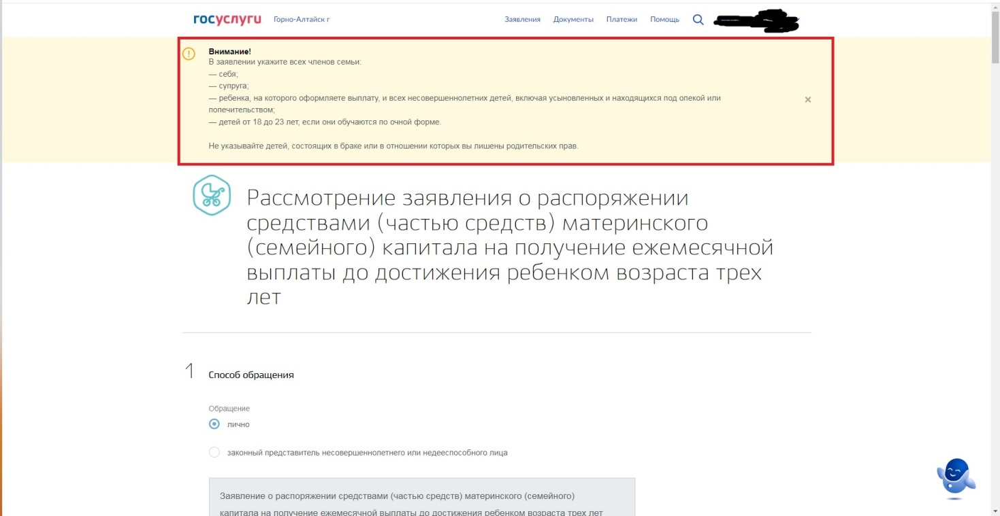 госуслуги Горно-Алтайск г Заявления Документы Платежи Помощь
Внимание!
В заявлении укажите всех членов семьи:
— себя;
— супруга;
— ребенка, на которого оформляете выплату, и всех несовершеннолетних детей, включая усыновленных и находящихся под опекой или
попечительством;
— детей от 18 до 23 лет, если они обучаются по очной форме.
Не указывайте детей, состоящих в браке или в отношении которых вы лишены родительских прав.
Рассмотрение заявления о распоряжении
средствами (частью средств) материнского
(семейного) капитала на получение ежемесячной
выплаты до достижения ребенком возраста трех
лет
1 Способ обращения
Обращение
лично
законный представитель несовершеннолетнего или недееспособного лица
Заявление о распоряжении средствами (частью средств) материнского (семейного)
капитала на получение ежемесячной выплаты до достижения ребенком возраста трех лет